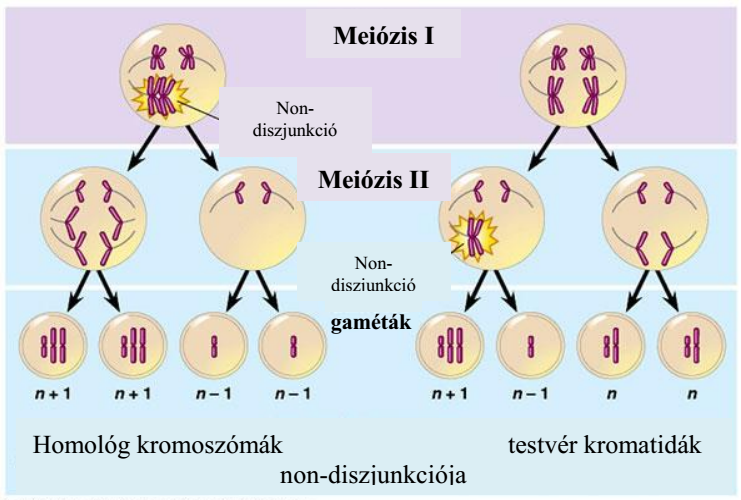 Meiózis I
Non-
diszjunkció
Meiózis II
Non-
disziunkció
gaméták
n + 1
n + 1
n – 1
n – 1
n + 1
n – 1
n
n
Homológ kromoszómák
testvér kromatidák
non-diszjunkciója